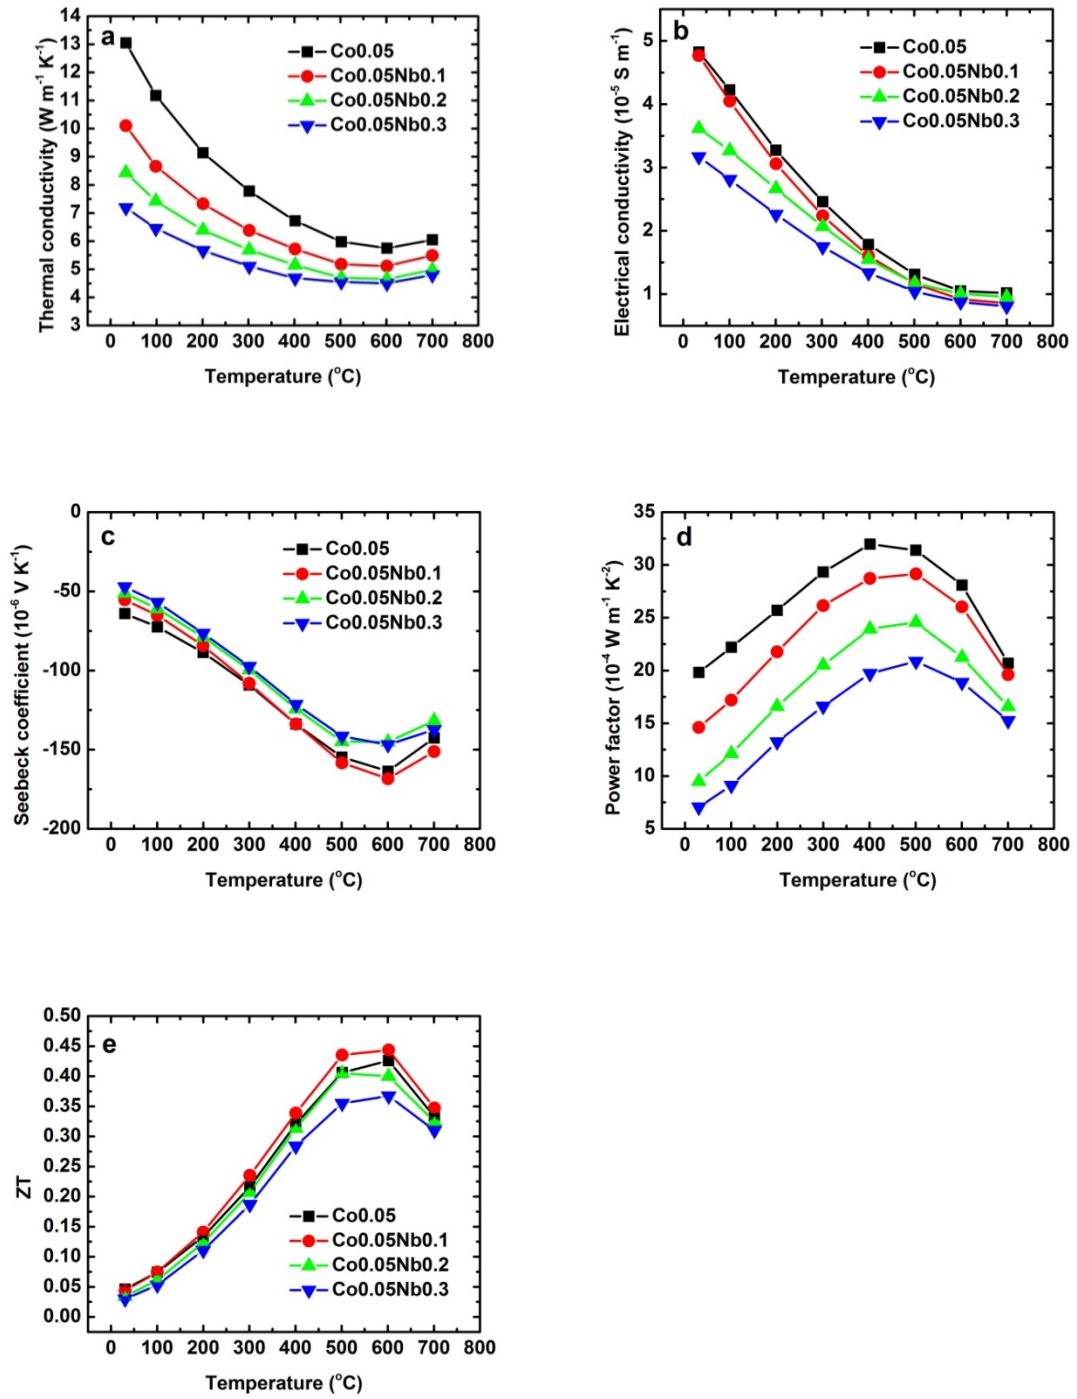 a
14
13
12
11
10
9
8
7
6
5
4
3
Thermal conductivity (W m⁻¹ K⁻¹)
Co0.05
Co0.05Nb0.1
Co0.05Nb0.2
Co0.05Nb0.3
0 100 200 300 400 500 600 700 800
Temperature (°C)
b
5
4
3
2
1
Electrical conductivity (10⁻⁵ S m⁻¹)
Co0.05
Co0.05Nb0.1
Co0.05Nb0.2
Co0.05Nb0.3
0 100 200 300 400 500 600 700 800
Temperature (°C)
c
0
-50
-100
-150
-200
Seebeck coefficient (10⁻⁶ V K⁻¹)
Co0.05
Co0.05Nb0.1
Co0.05Nb0.2
Co0.05Nb0.3
0 100 200 300 400 500 600 700 800
Temperature (°C)
d
35
30
25
20
15
10
5
Power factor (10⁻⁴ W m⁻¹ K⁻²)
0 100 200 300 400 500 600 700 800
Temperature (°C)
e
0.50
0.45
0.40
0.35
0.30
0.25
0.20
0.15
0.10
0.05
0.00
ZT
Co0.05
Co0.05Nb0.1
Co0.05Nb0.2
Co0.05Nb0.3
0 100 200 300 400 500 600 700 800
Temperature (°C)